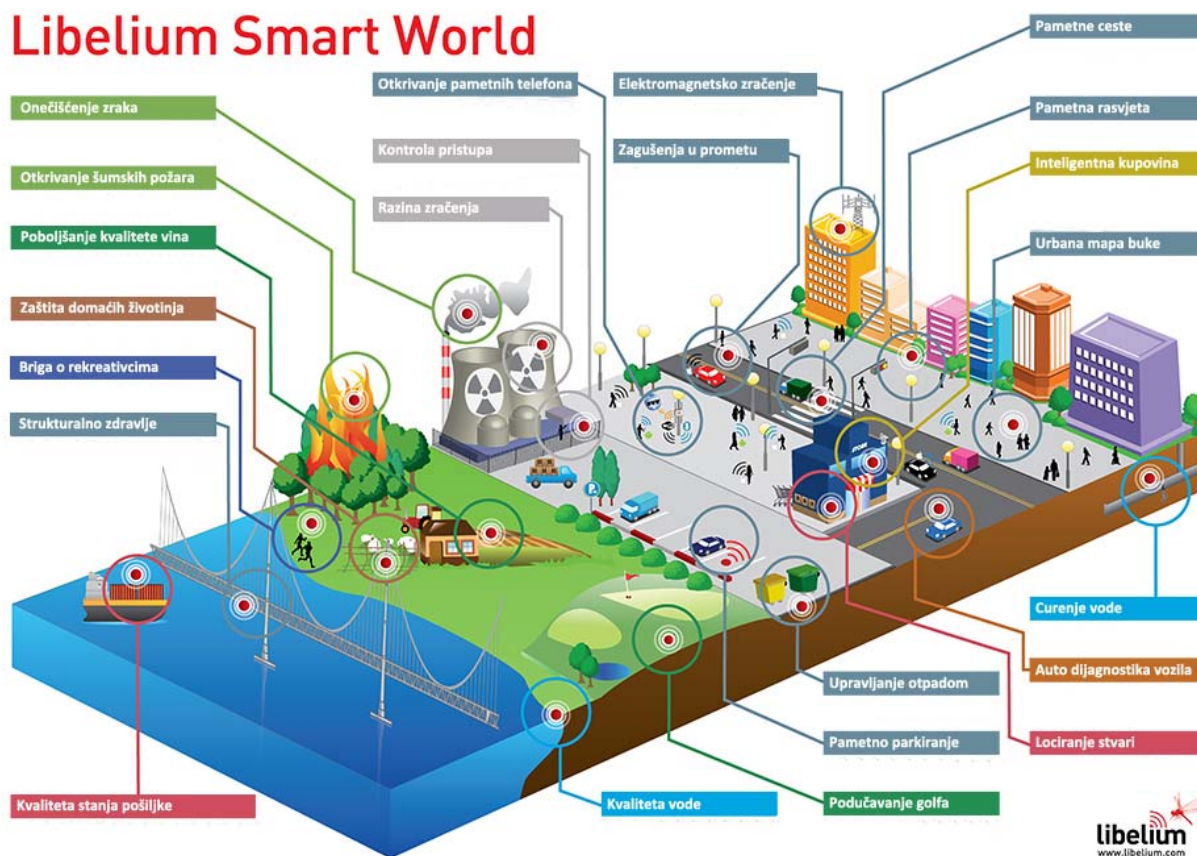 Libelium Smart World
Pametne ceste
Otkrivanje pametnih telefona
Elektromagnetsko zračenje
Onečišćenje zraka
Pametna rasvjeta
Kontrola pristupa
Zagušenja u prometu
Inteligentna kupovina
Otkrivanje šumskih požara
Razina zračenja
Poboljšanje kvalitete vina
Urbana mapa buke
Zaštita domaćih životinja
Briga o rekreativcima
Strukturalno zdravlje
STORE
P
Curenje vode
Upravljanje otpadom
Auto dijagnostika vozila
Pametno parkiranje
Lociranje stvari
Kvaliteta stanja pošiljke
Kvaliteta vode
Podučavanje golfa
libelium
www.libelium.com